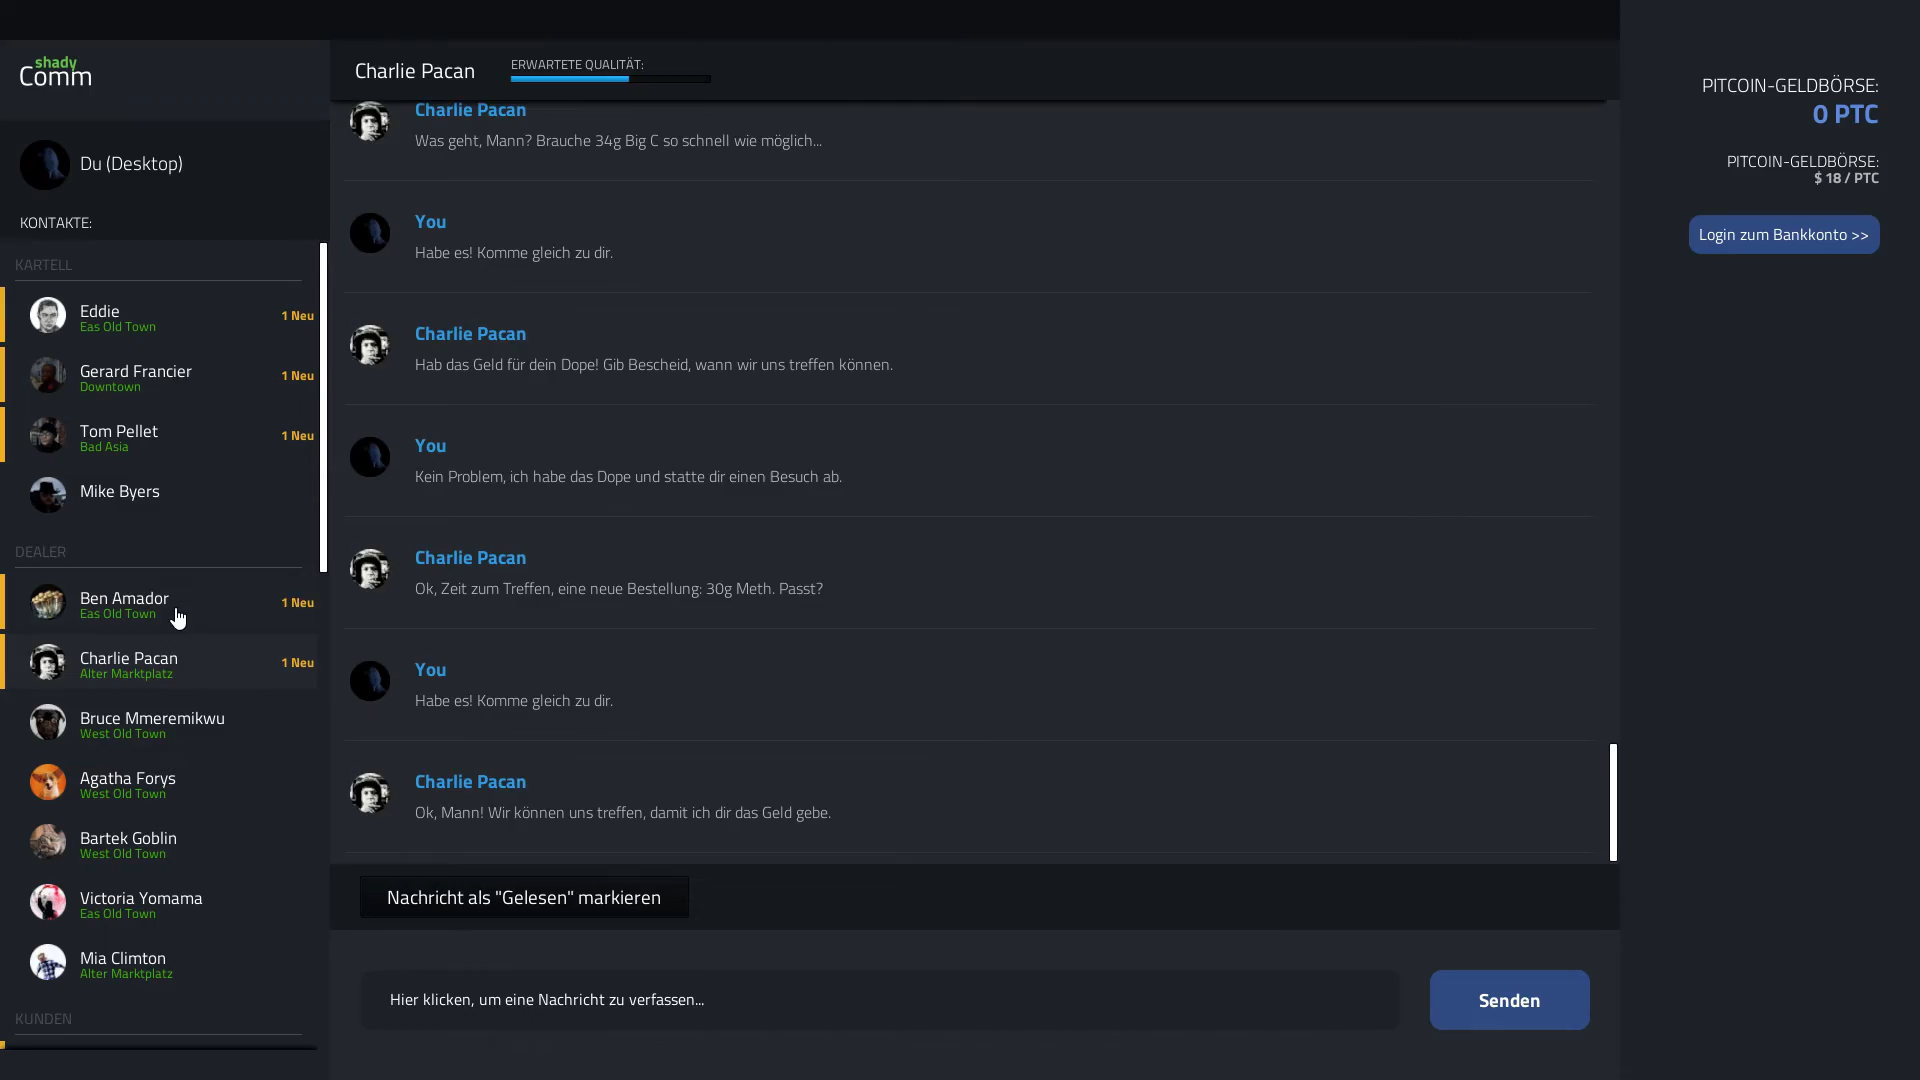 shady
Comm
Du (Desktop)
KONTAKTE:
KARTELL
Eddie
Eas Old Town
1 Neu
Gerard Francier
Downtown
1 Neu
Tom Pellet
Bad Asia
1 Neu
Mike Byers
DEALER
Ben Amador
Eas Old Town
1 Neu
Charlie Pacan
Alter Marktplatz
1 Neu
Bruce Mmeremikwu
West Old Town
Agatha Forys
West Old Town
Bartek Goblin
West Old Town
Victoria Yomama
Eas Old Town
Mia Climton
Alter Marktplatz
KUNDEN
Charlie Pacan
ERWARTETE QUALITÄT:
Charlie Pacan
Was geht, Mann? Brauche 34g Big C so schnell wie möglich...
You
Habe es! Komme gleich zu dir.
Charlie Pacan
Hab das Geld für dein Dope! Gib Bescheid, wann wir uns treffen können.
You
Kein Problem, ich habe das Dope und statte dir einen Besuch ab.
Charlie Pacan
Ok, Zeit zum Treffen, eine neue Bestellung: 30g Meth. Passt?
You
Habe es! Komme gleich zu dir.
Charlie Pacan
Ok, Mann! Wir können uns treffen, damit ich dir das Geld gebe.
Nachricht als "Gelesen" markieren
Hier klicken, um eine Nachricht zu verfassen...
Senden
PITCOIN-GELDBÖRSE:
0 PTC
PITCOIN-GELDBÖRSE:
$ 18 / PTC
Login zum Bankkonto >>